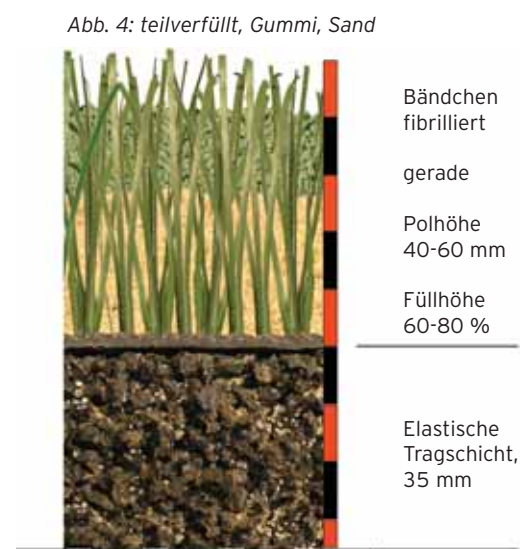 Abb. 4: teilverfüllt, Gummi, Sand
Bändchen
fibrilliert
gerade
Polhöhe
40-60 mm
Füllhöhe
60-80 %
Elastische
Tragschicht,
35 mm